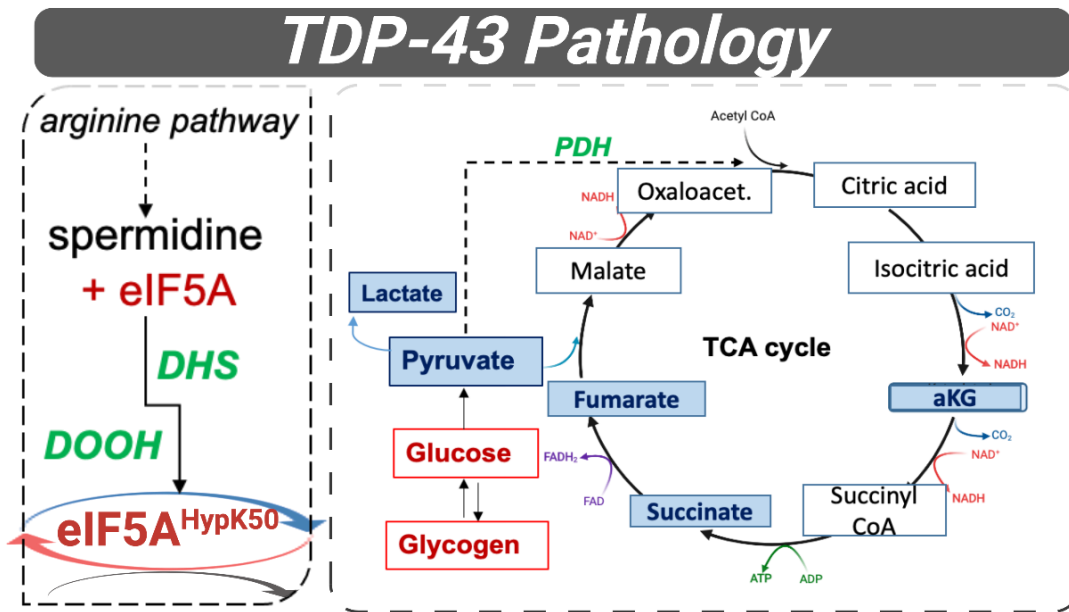 TDP-43 Pathology
arginine pathway
spermidine
+ eIF5A
DHS
DOOH
eIF5A^HypK50
Acetyl CoA
PDH
Oxaloacet.
Citric acid
NADH
NAD⁺
Malate
Isocitric acid
Lactate
CO₂
NAD⁺
NADH
Pyruvate
TCA cycle
Fumarate
aKG
CO₂
Glucose
NAD⁺
FADH₂
FAD
NADH
Succinate
Succinyl
CoA
Glycogen
ATP
ADP